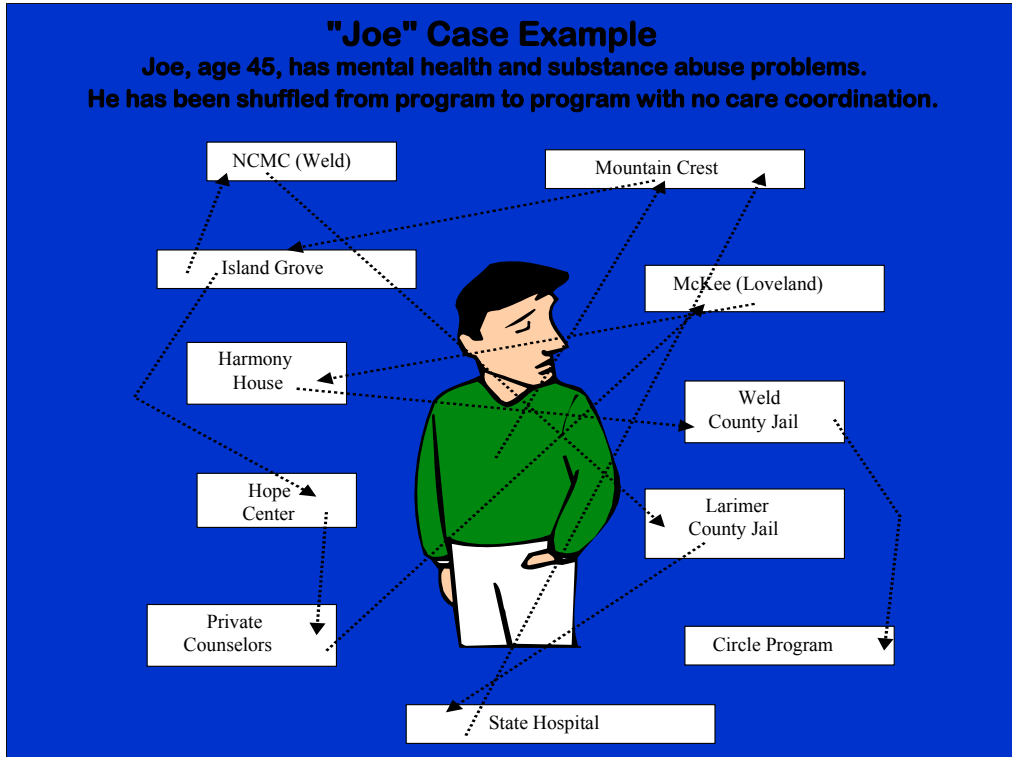 "Joe" Case Example
Joe, age 45, has mental health and substance abuse problems.
He has been shuffled from program to program with no care coordination.
NCMC (Weld)
Mountain Crest
Island Grove
McKee (Loveland)
Harmony
House
Weld
County Jail
Hope
Center
Larimer
County Jail
Private
Counselors
Circle Program
State Hospital